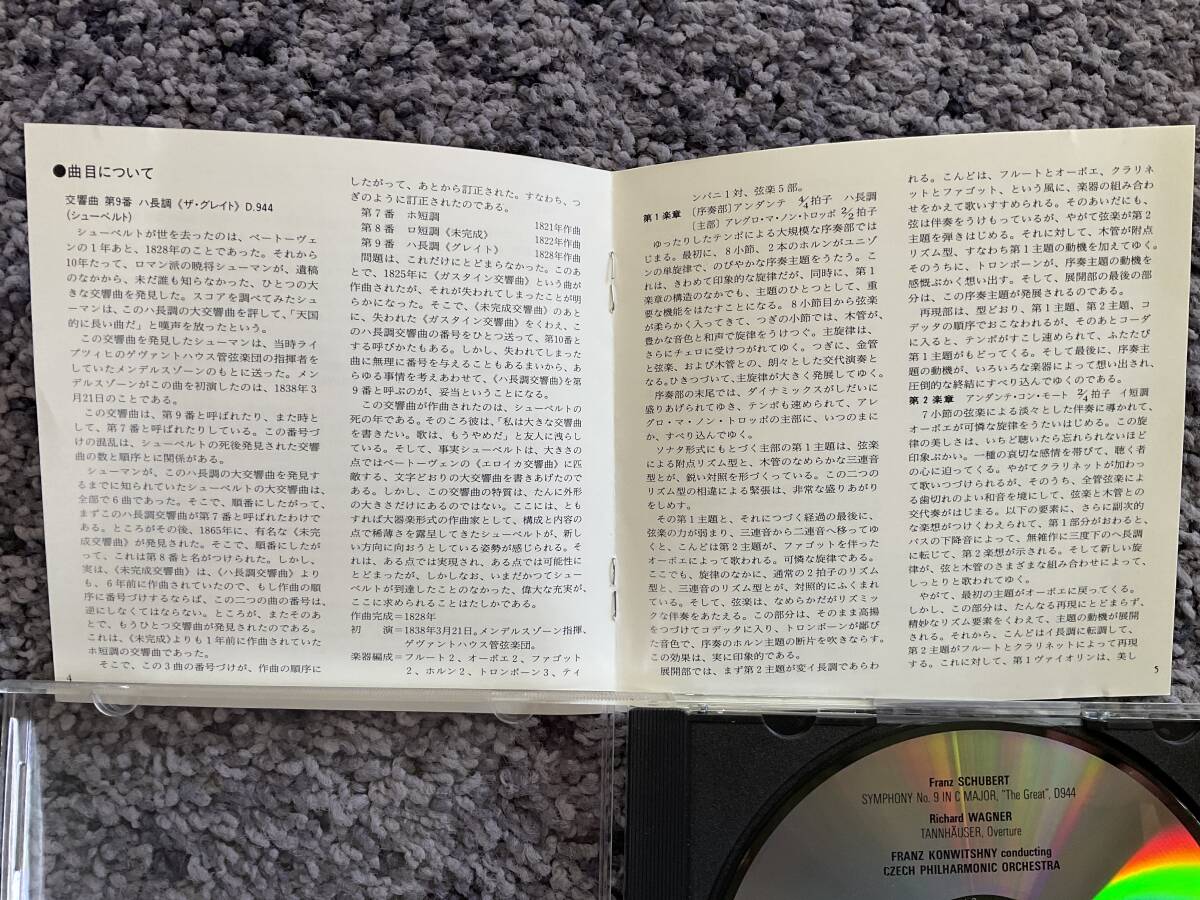 ●曲目について
交響曲 第9番 ハ長調《ザ・グレイト》D.944
(シューベルト)
シューベルトが世を去ったのは、ベートーヴェ
ンの1年あと、1828年のことであった。それから
10年たって、ロマン派の暁将シューマンが、遺稿
のなかから、未だ誰も知らなかった、ひとつの大
きな交響曲を発見した。スコアを調べてみたシュ
ーマンは、このハ調の大交響曲を評して、「天国
的に長い曲だ」と嘆声を放ったという。
この交響曲を発見したシューマンは、当時ライ
プツィヒのゲヴァントハウス管弦楽団の指揮者を
していたメンデルスゾーンのもとに送った。メン
デルスゾーンがこの曲を初演したのは、1838年3
月21日のことである。
この交響曲は、第9番と呼ばれたり、また時と
して、第7番と呼ばれたりしている。この番号づ
けの混乱は、シューベルトの死後発見された交響
曲の数と順序とに関係がある。
シューマンが、このハ長調の大交響曲を発見す
るまでに知られていたシューベルトの大交響曲は、
全部で6曲であった。そこで、順番にしたがって、
まずこのハ長調交響曲が第7番と呼ばれたわけで
ある。ところがその後、1865年に、有名な《未完
成交響曲》が発見された。そこで、順番にしたが
って、これは第8番と名がつけられた。しかし、
実は、《未完成交響曲》は、《ハ長調交響曲》より
も、6年前に作曲されていたので、もし作曲の順
序に番号づけするならば、この二つの曲の番号は、
逆にしなくてはならない。ところが、またそのあ
とで、もうひとつ交響曲が発見されたのである。
これは、《未完成》よりも1年前に作曲されていた
ホ短調の交響曲であった。
そこで、この3曲の番号づけが、作曲の順序に
4
したがって、あとから訂正された。すなわち、つ
ぎのように訂正されたのである。
第7番 ホ短調 1821年作曲
第8番 ロ短調《未完成》 1822年作曲
第9番 ハ長調《グレイト》 1828年作曲
問題は、これだけにとどまらなかった。このあ
とで、1825年に《ガスタイン交響曲》という曲が
作曲されたが、それが失われてしまったことが明
らかになった。そこで、《未完成交響曲》のあと
に、失われた《ガスタイン交響曲》をくわえ、こ
のハ長調交響曲の番号をひとつ送って、第10番と
する呼びかたもある。しかし、失われてしまった
曲に無理に番号を与えることもあるまいから、あ
らゆる事情を考えあわせて、《ハ長調交響曲》を第
9番と呼ぶのが、妥当ということになる。
この交響曲が作曲されたのは、シューベルトの
死の年である。そのころ彼は、「私は大きな交響曲
を書きたい。歌は、もうやめだ」と友人に洩らし
ている。そして、事実シューベルトは、大きさの
点ではベートーヴェンの《エロイカ交響曲》に匹
敵する、文字どおりの大交響曲を書きあげたので
ある。しかし、この交響曲の特質は、たんに外形
の大きさだけにあるのではない。ここには、とも
すれば大器楽形式の作曲家として、構成と内容の
点で稀薄さを露呈してきたシューベルトが、新し
い方向に向おうとしている姿勢が感じられる。そ
れは、ある点では実現され、ある点では可能性に
とどまったが、しかしなお、いまだかつてシュー
ベルトが到達したことのなかった、偉大な充実が、
ここに求められることはたしかである。
作曲完成=1828年
初 演=1838年3月21日。メンデルスゾーン指揮、
ゲヴァントハウス管弦楽団。
楽器編成=フルート2、オーボエ2、ファゴット
2、ホルン2、トロンボーン3、ティ
ンパニ1対、弦楽5部。
第1楽章 〔序奏部〕アンダンテ 4/4拍子 ハ長調
〔主部〕アレグロ・マ・ノン・トロッポ 2/2拍子
ゆったりしたテンポによる大規模な序奏部では
じまる。最初に、8小節、2本のホルンがユニゾ
ンの単旋律で、のびやかな序奏主題をうたう。こ
れは、きわめて印象的な旋律だが、同時に、第1
楽章の構造のなかでも、主題のひとつとして、重
要な機能をはたすことになる。8小節目から弦楽
が柔らかく入ってきて、つぎの小節では、木管が、
豊かな音色と和声で旋律をうけつぐ。主旋律は、
さらにチェロに受けつがれてゆく。つぎに、金管
と弦楽、および木管との、朗々とした交代演奏と
なる。ひきつづいて、主旋律が大きく発展してゆく。
序奏部の末尾では、ダイナミックスがしだいに
盛りあげられてゆき、テンポも速められて、アレ
グロ・マ・ノン・トロッポの主部に、いつのまに
か、すべり込んでゆく。
ソナタ形式にもとづく主部の第1主題は、弦楽
による附点リズム型と、木管のなめらかな三連音
型とが、鋭い対照を形づくっている。この二つの
リズム型の相違による緊張は、非常な盛りあがり
をしめす。
その第1主題と、それにつづく経過の最後に、
弦楽の力が弱まり、三連音から二連音へ移ってゆ
くと、こんどは第2主題が、ファゴットを伴った
オーボエによって歌われる。可憐な旋律である。
ここでも、旋律のなかに、通常の2拍子のリズム
型と、三連音のリズム型とが、対照的にふくまれ
ている。そして、弦楽は、なめらかだがリズミッ
クな伴奏をあたえる。この部分は、そのまま高揚
をつづけてコデッタに入り、トロンボーンが鄙び
た音色で、序奏のホルン主題の断片を吹きならす。
この効果は、実に印象的である。
展開部では、まず第2主題が変イ長調であらわ
れる。こんどは、フルートとオーボエ、クラリネ
ットとファゴット、という風に、楽器の組み合わ
せをかえて歌いすすめられる。そのあいだにも、
弦は伴奏をうけもっているが、やがて弦楽が第2
主題を弾きはじめる。それに対して、木管が附点
リズム型、すなわち第1主題の動機を加えてゆく。
そのうちに、トロンボーンが、序奏主題の動機を
感慨ぶかく想い出す。そして、展開部の最後の部
分は、この序奏主題が発展されるのである。
再現部は、型どおり、第1主題、第2主題、コ
デッタの順序でおこなわれるが、そのあとコーダ
に入ると、テンポがすこし速められて、ふたたび
第1主題がもどってくる。そして最後に、序奏主
題の動機が、いろいろな楽器によって想い出され、
圧倒的な終結にすべり込んでゆくのである。
第2楽章 アンダンテ・コン・モート 2/4拍子 イ短調
7小節の弦楽による淡々とした伴奏に導かれて、
オーボエが可憐な旋律をうたいはじめる。この旋
律の美しさは、いちど聴いたら忘れられないほど
印象ぶかい。一種の哀切な感情を帯びて、聴く者
の心に迫ってくる。やがてクラリネットが加わっ
て歌いつづけられるが、そのうち、全管弦楽によ
る歯切れのよい和音を境にして、弦楽と木管との
交代奏がはじまる。以下の要素に、さらに副次的
な楽想がつけくわえられて、第1部分がおわると、
バスの下降音によって、無雑作に三度下のヘ長調
に転じて、第2楽想が示される。そして新しい旋
律が、弦と木管のさまざまな組み合わせによって、
しっとりと歌われてゆく。
やがて、最初の主題がオーボエに戻ってくる。
しかし、この部分は、たんなる再現にとどまらず、
精妙なリズム要素をくわえて、主題の動機が展開
される。それから、こんどはイ長調に転調して、
第2主題がフルートとクラリネットによって再現
する。これに対して、第1ヴァイオリンは、美し
5
Franz SCHUBERT
SYMPHONY No. 9 IN C MAJOR, "The Great", D944
Richard WAGNER
TANNHÄUSER, Overture
FRANZ KONWITSHNY conducting
CZECH PHILHARMONIC ORCHESTRA